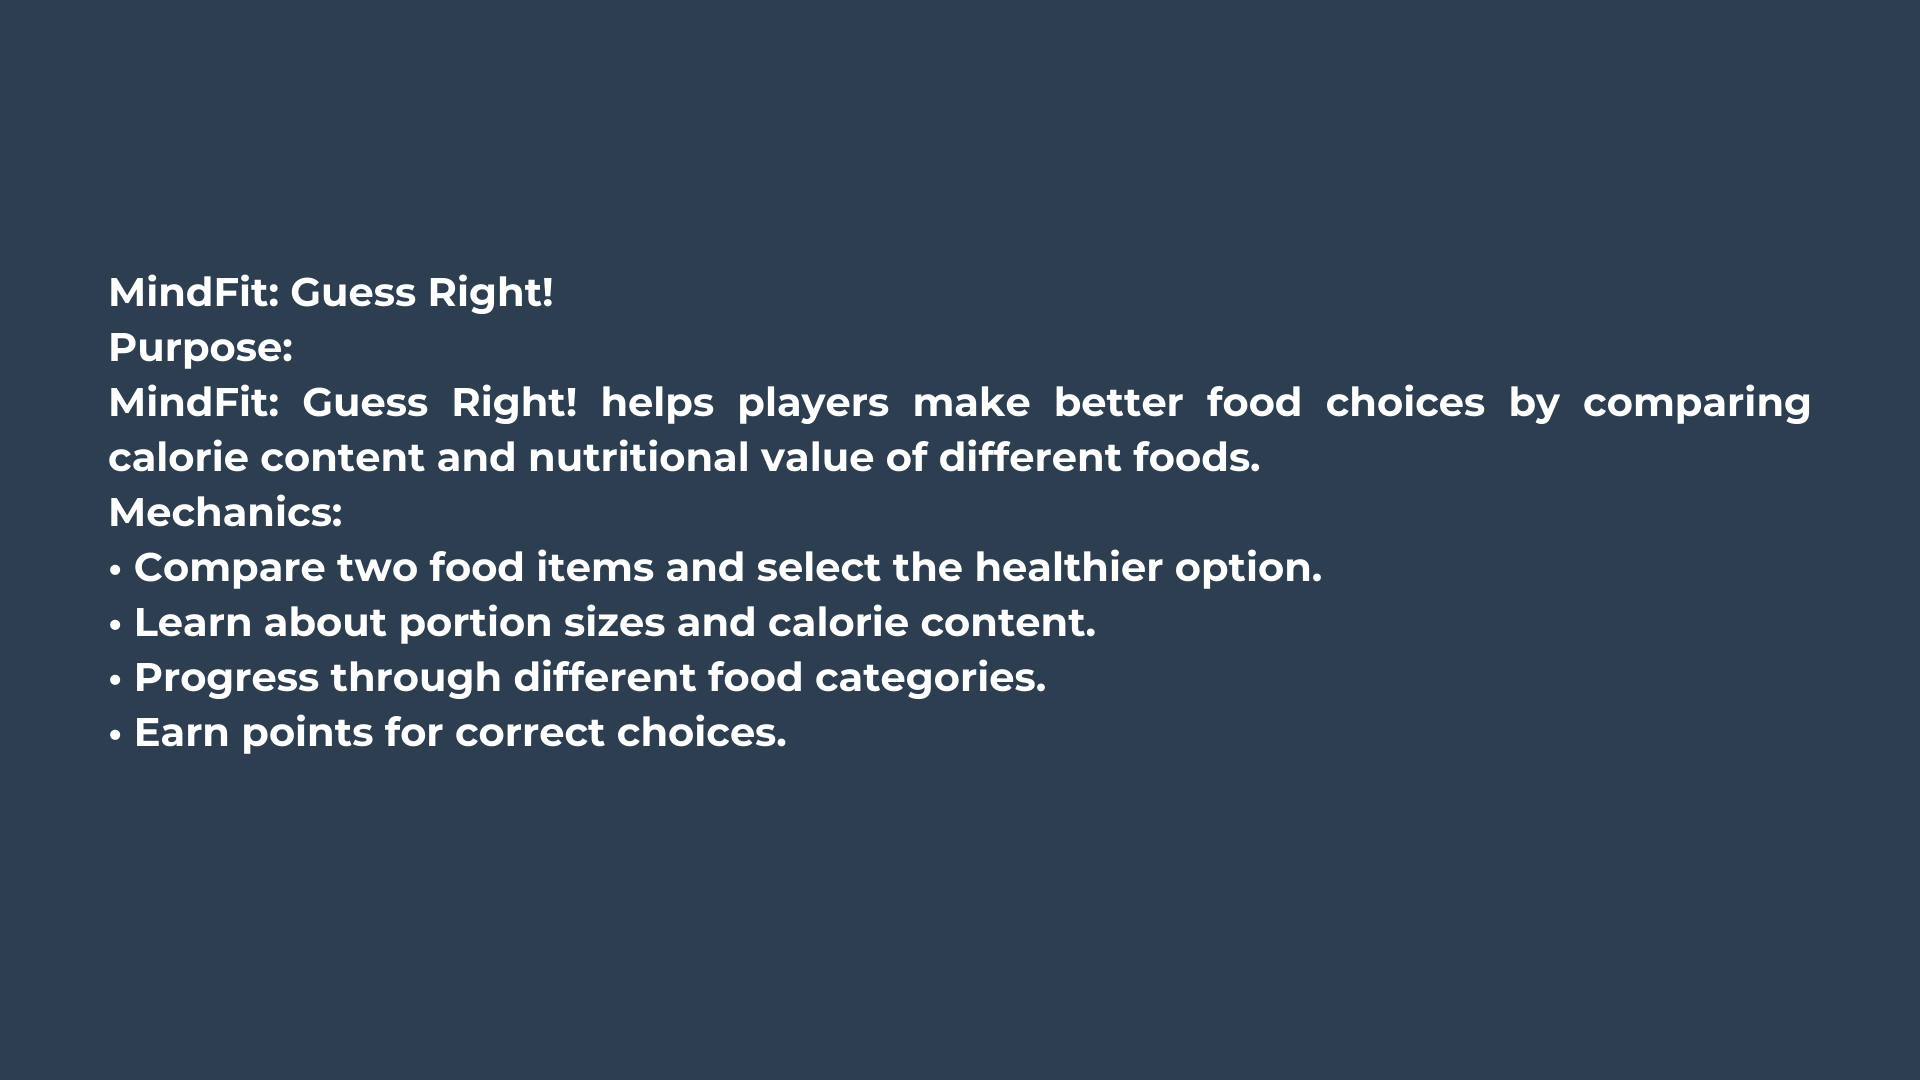 MindFit: Guess Right!
Purpose:
MindFit: Guess Right! helps players make better food choices by comparing
calorie content and nutritional value of different foods.
Mechanics:
• Compare two food items and select the healthier option.
• Learn about portion sizes and calorie content.
• Progress through different food categories.
• Earn points for correct choices.